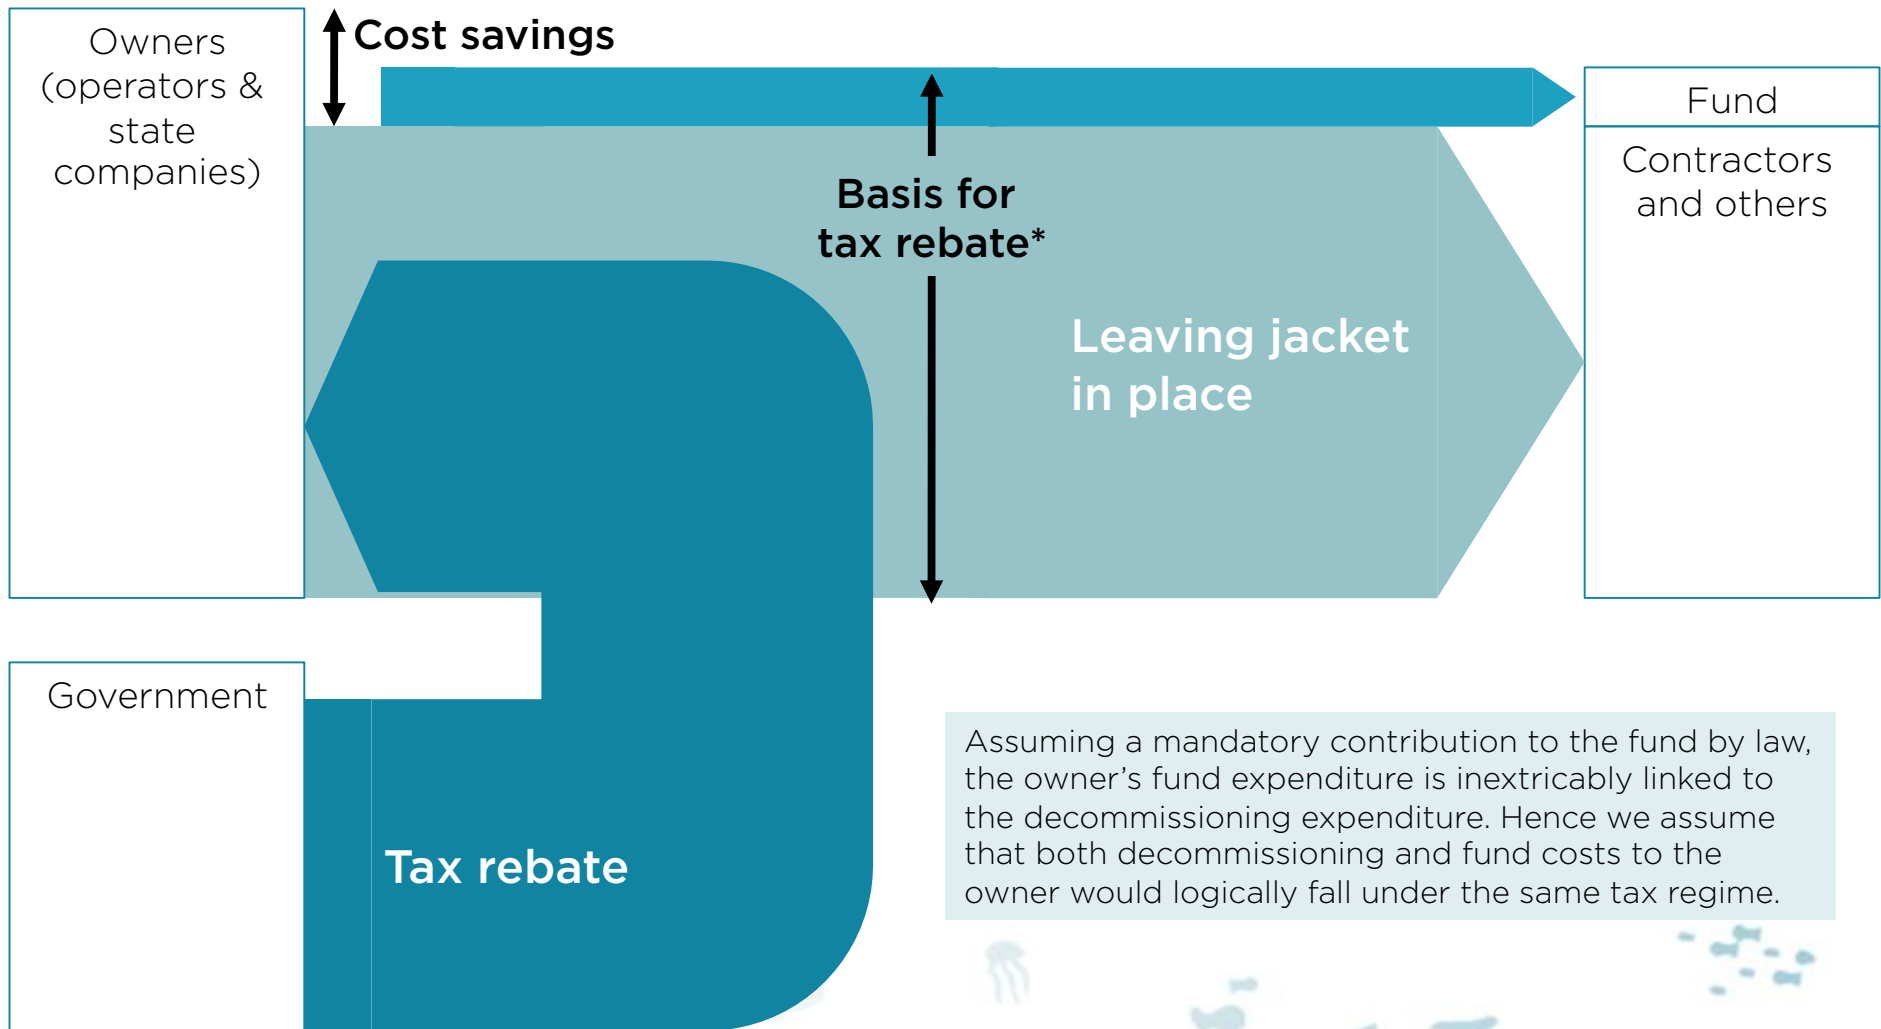 Owners
(operators &
state
companies)
Cost savings
Fund
Contractors
and others
Basis for
tax rebate*
Leaving jacket
in place
Government
Tax rebate
Assuming a mandatory contribution to the fund by law,
the owner’s fund expenditure is inextricably linked to
the decommissioning expenditure. Hence we assume
that both decommissioning and fund costs to the
owner would logically fall under the same tax regime.